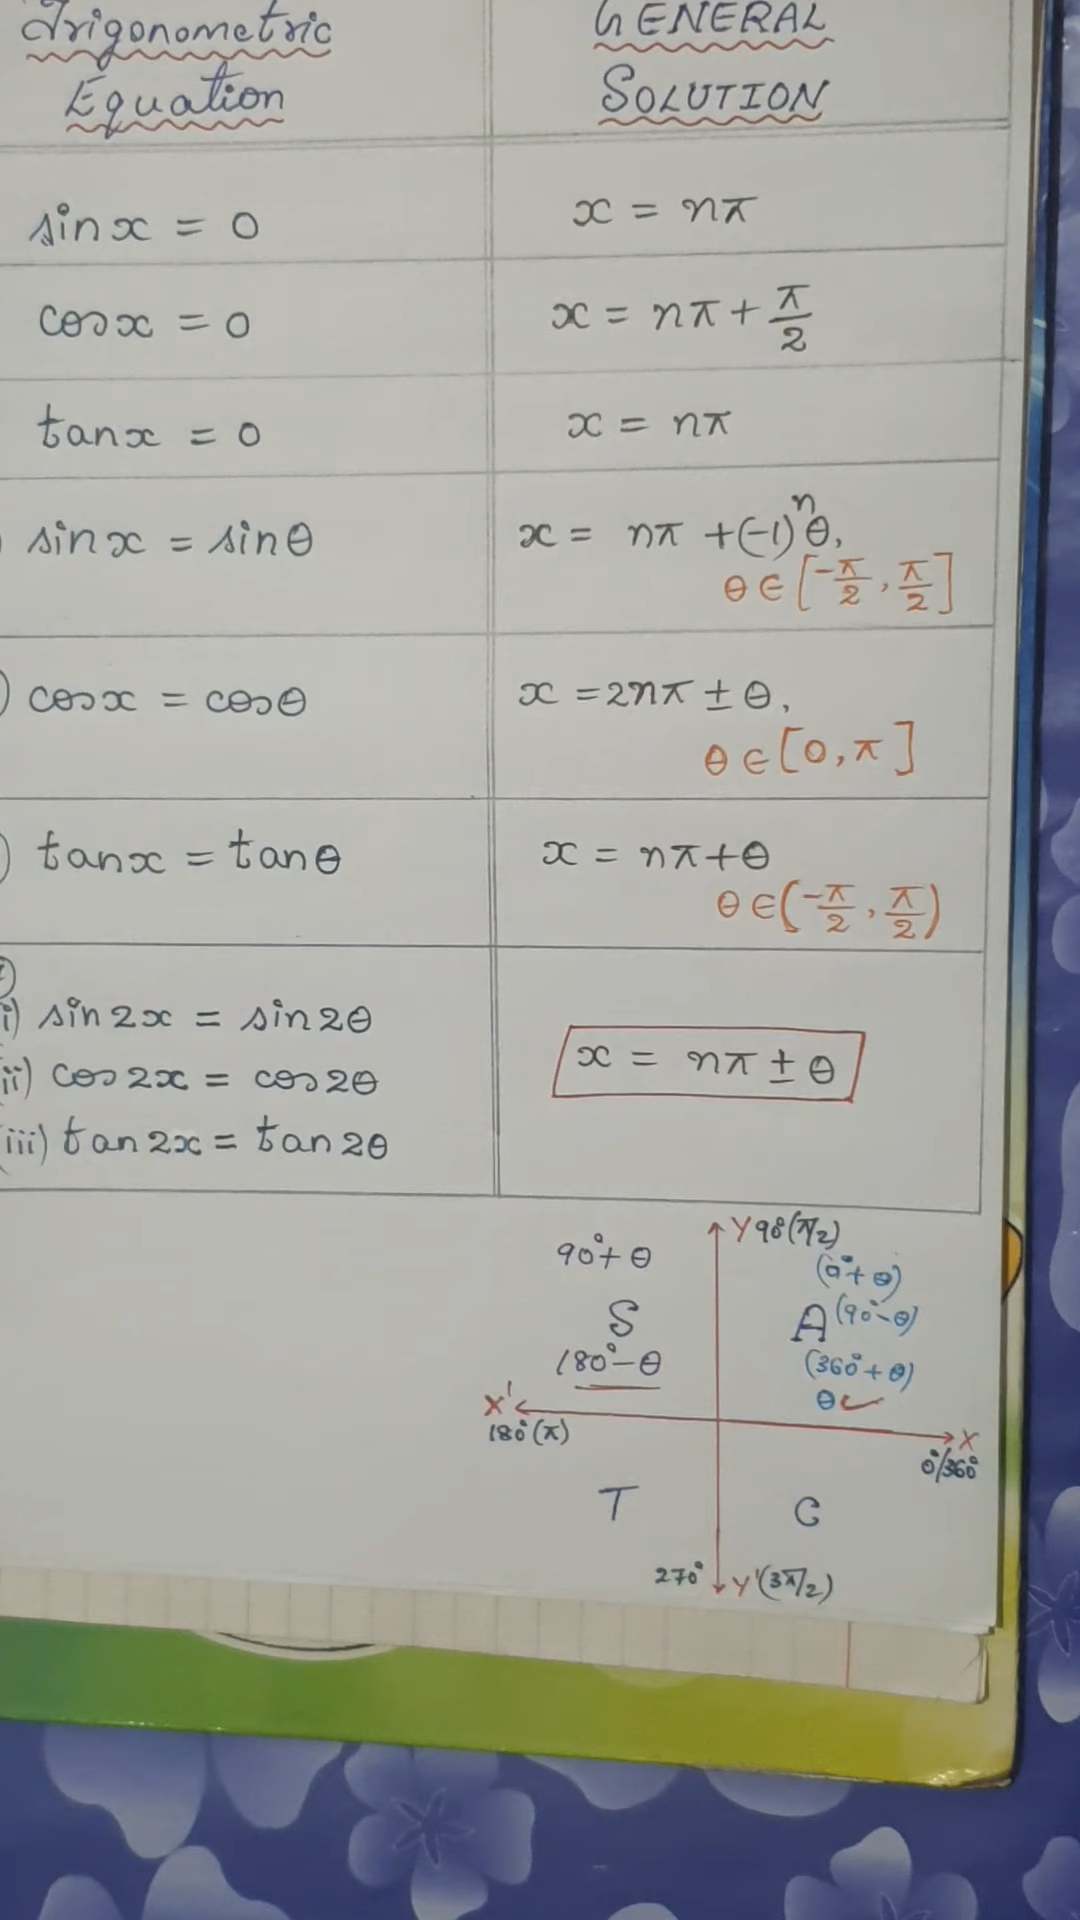 Trigonometric Equation
GENERAL SOLUTION
sin x = 0
x = nπ
cos x = 0
x = nπ + π/2
tan x = 0
x = nπ
sin x = sin θ
x = nπ + (-1)ⁿ θ,
θ ∈ [-π/2, π/2]
) cos x = cos θ
x = 2nπ ± θ,
θ ∈ [0, π]
) tan x = tan θ
x = nπ + θ
θ ∈ (-π/2, π/2)
i) sin 2x = sin 2θ
ii) cos 2x = cos 2θ
iii) tan 2x = tan 2θ
x = nπ ± θ
Y 90°(π/2)
90° + θ
(0° + θ)
S
A (90° - θ)
180° - θ
(360° + θ)
θ
X'
180°(π)
X
0°/360°
T
C
270°
Y' (3π/2)